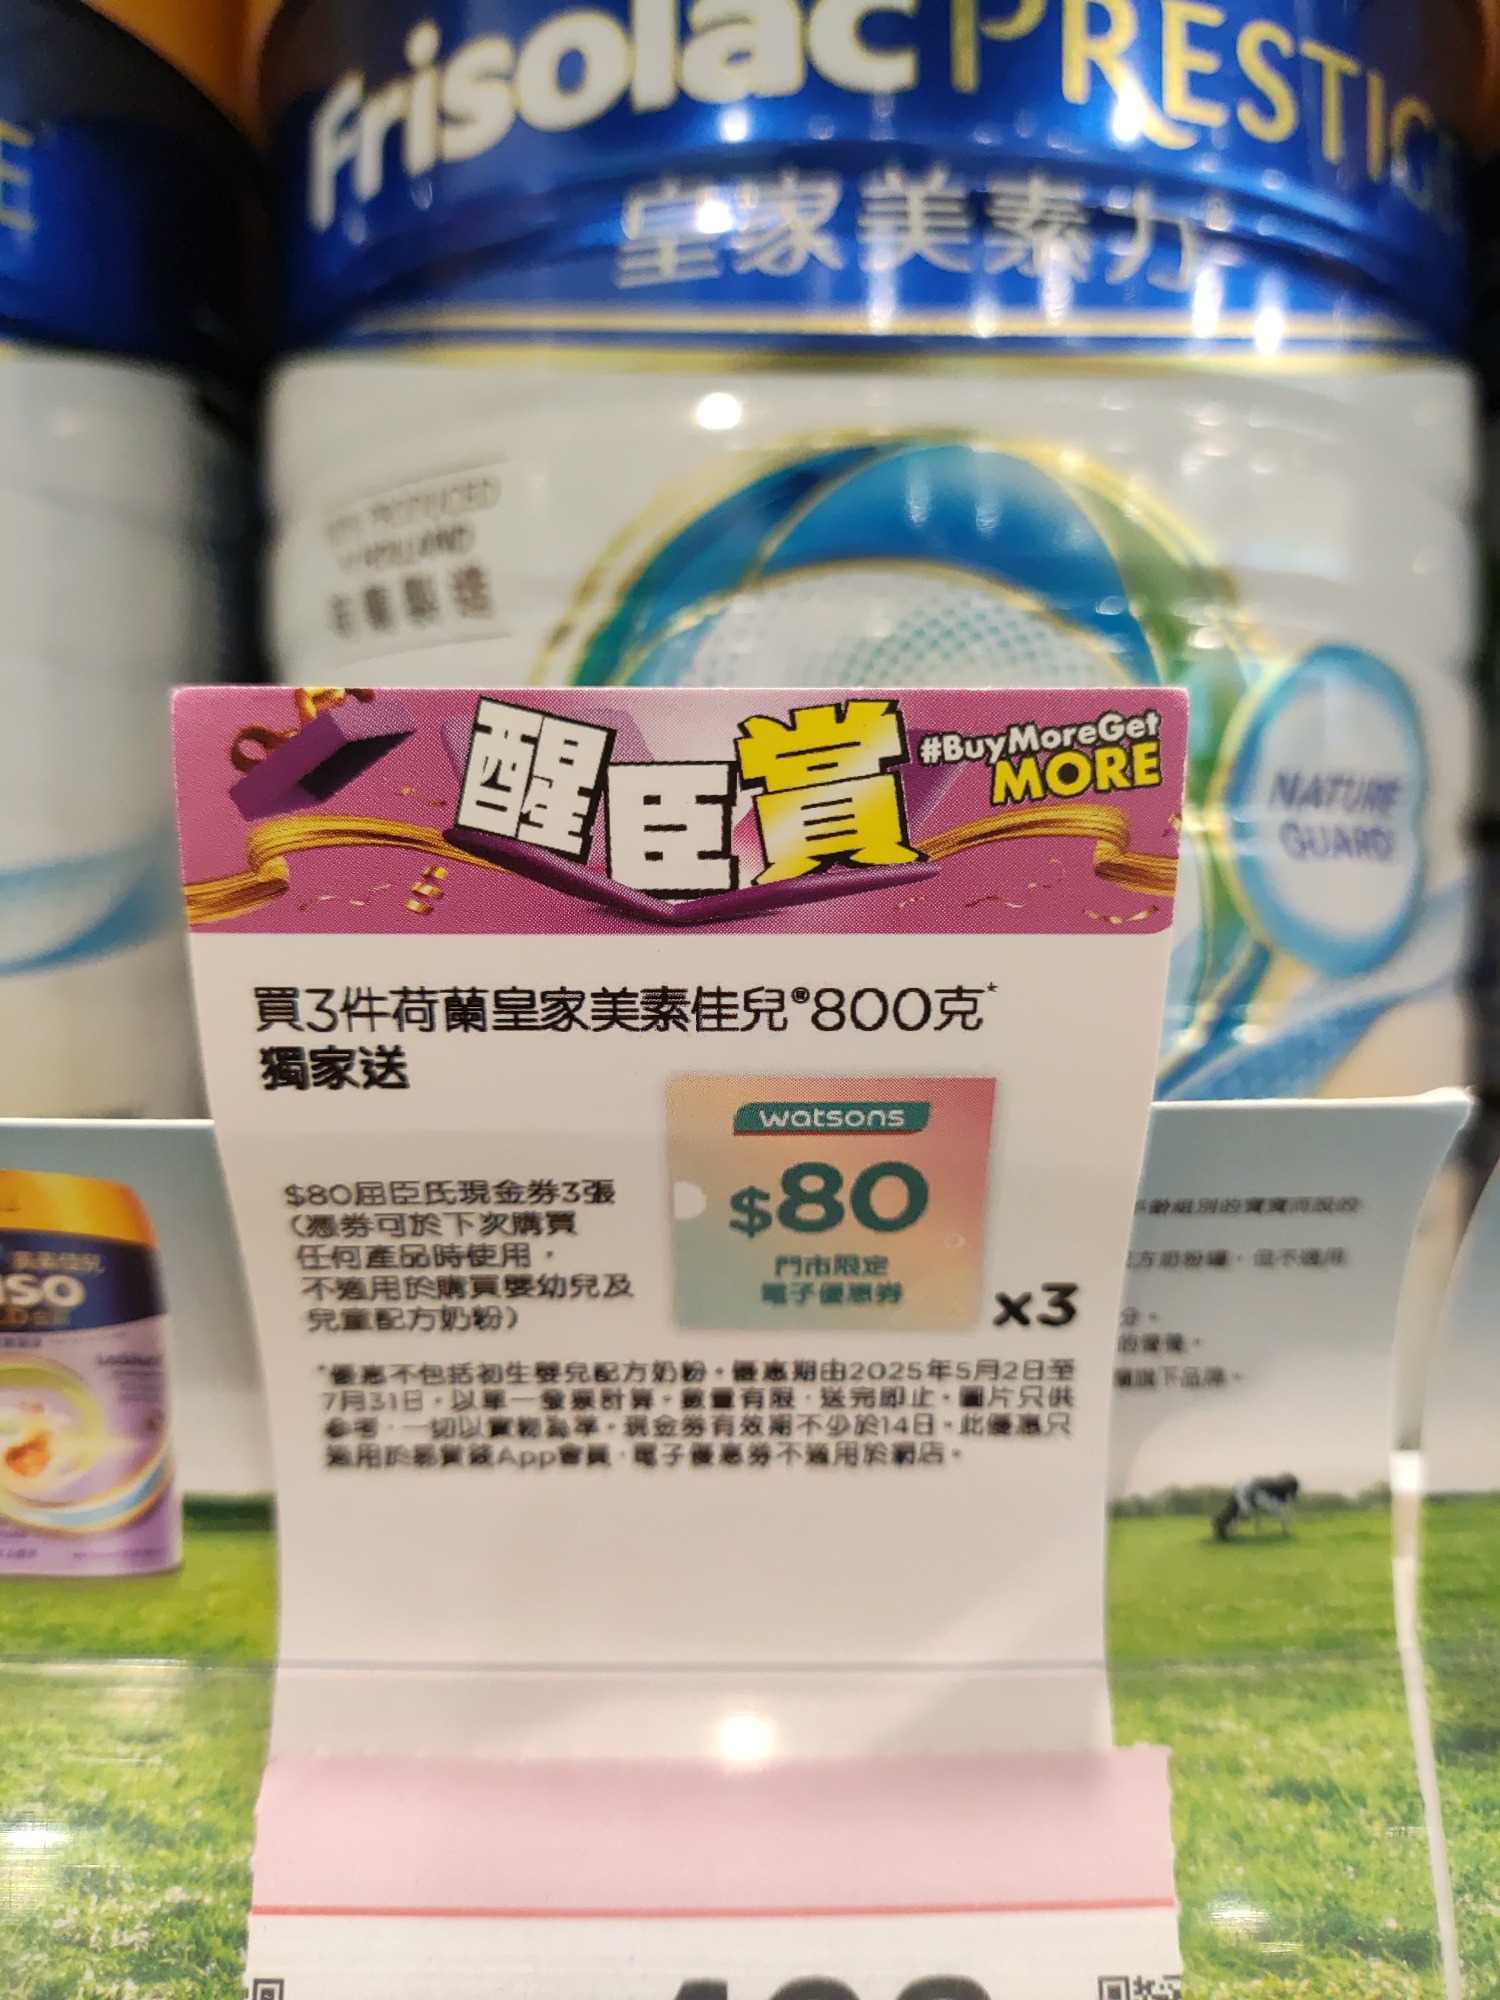 Frisolac PRESTIG
皇家美素力
NATURE
GUARD
醒臣賞
#BuyMoreGet
MORE
買3件荷蘭皇家美素佳兒®800克*
獨家送
watsons
$80
門市限定
電子優惠券
x3
$80屈臣氏現金券3張
(憑券可於下次購買
任何產品時使用，
不適用於購買嬰幼兒及
兒童配方奶粉)
*優惠不包括初生嬰兒配方奶粉。優惠期由2025年5月2日至
7月31日。以單一發票計算。數量有限，送完即止。圖片只供
參考，一切以實物為準。現金券有效期不少於14日。此優惠只
適用於易賞錢App會員，電子優惠券不適用於網店。